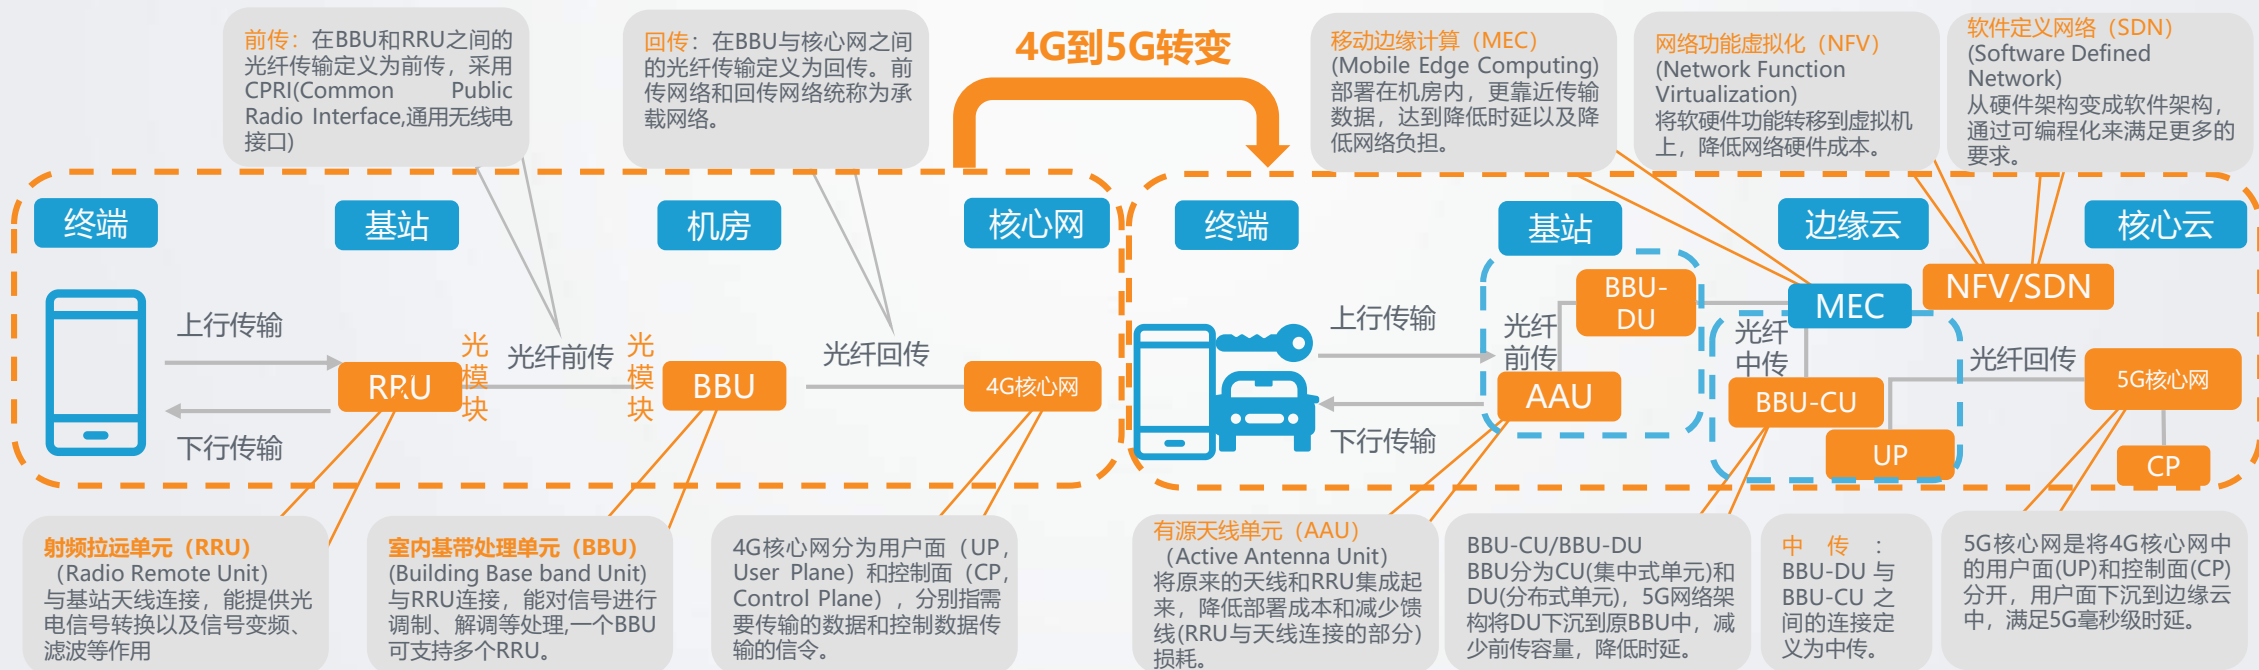 前传：在BBU和RRU之间的
光纤传输定义为前传，采用
CPRI(Common Public
Radio Interface,通用无线电
接口)
回传：在BBU与核心网之间
的光纤传输定义为回传。前
传网络和回传网络统称为承
载网络。
4G到5G转变
移动边缘计算（MEC）
(Mobile Edge Computing)
部署在机房内，更靠近传输
数据，达到降低时延以及降
低网络负担。
网络功能虚拟化（NFV）
(Network Function
Virtualization)
将软硬件功能转移到虚拟机
上，降低网络硬件成本。
软件定义网络（SDN）
(Software Defined
Network)
从硬件架构变成软件架构，
通过可编程化来满足更多的
要求。
终端
基站
机房
核心网
上行传输
下行传输
RRU
光模块
光纤前传
光模块
BBU
光纤回传
4G核心网
终端
基站
边缘云
核心云
上行传输
下行传输
光纤
前传
BBU-
DU
AAU
MEC
NFV/SDN
光纤
中传
BBU-CU
UP
光纤回传
5G核心网
CP
射频拉远单元（RRU）
（Radio Remote Unit）
与基站天线连接，能提供光
电信号转换以及信号变频、
滤波等作用
室内基带处理单元（BBU）
(Building Base band Unit)
与RRU连接，能对信号进行
调制、解调等处理,一个BBU
可支持多个RRU。
4G核心网分为用户面（UP，
User Plane）和控制面（CP，
Control Plane），分别指需
要传输的数据和控制数据传
输的信令。
有源天线单元（AAU）
（Active Antenna Unit）
将原来的天线和RRU集成起
来，降低部署成本和减少馈
线(RRU与天线连接的部分)
损耗。
BBU-CU/BBU-DU
BBU分为CU(集中式单元)和
DU(分布式单元)，5G网络架
构将DU下沉到原BBU中，减
少前传容量，降低时延。
中传：
BBU-DU 与
BBU-CU 之
间的连接定
义为中传。
5G核心网是将4G核心网中
的用户面(UP)和控制面(CP)
分开，用户面下沉到边缘云
中，满足5G毫秒级时延。